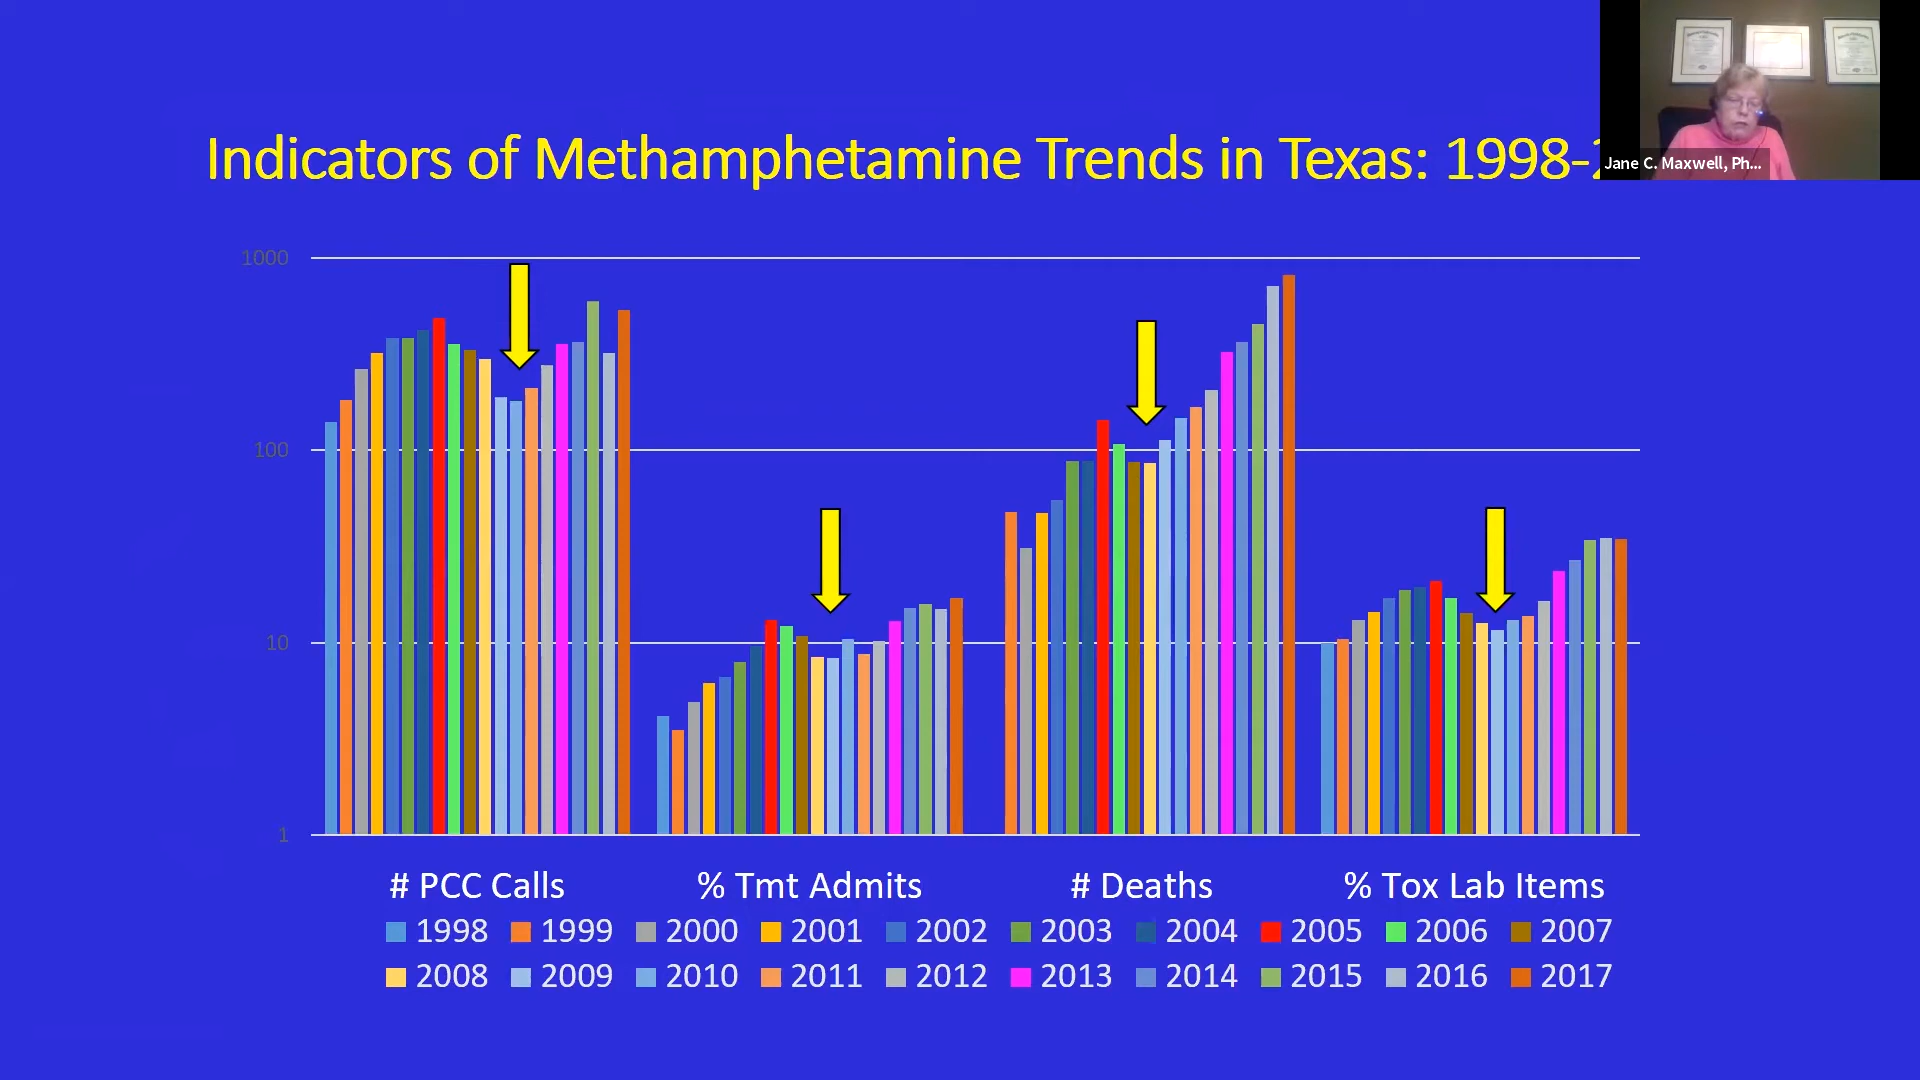 Indicators of Methamphetamine Trends in Texas: 1998-
Jane C. Maxwell, Ph...
1000
100
10
1
# PCC Calls % Tmt Admits # Deaths % Tox Lab Items
1998 1999 2000 2001 2002 2003 2004 2005 2006 2007
2008 2009 2010 2011 2012 2013 2014 2015 2016 2017